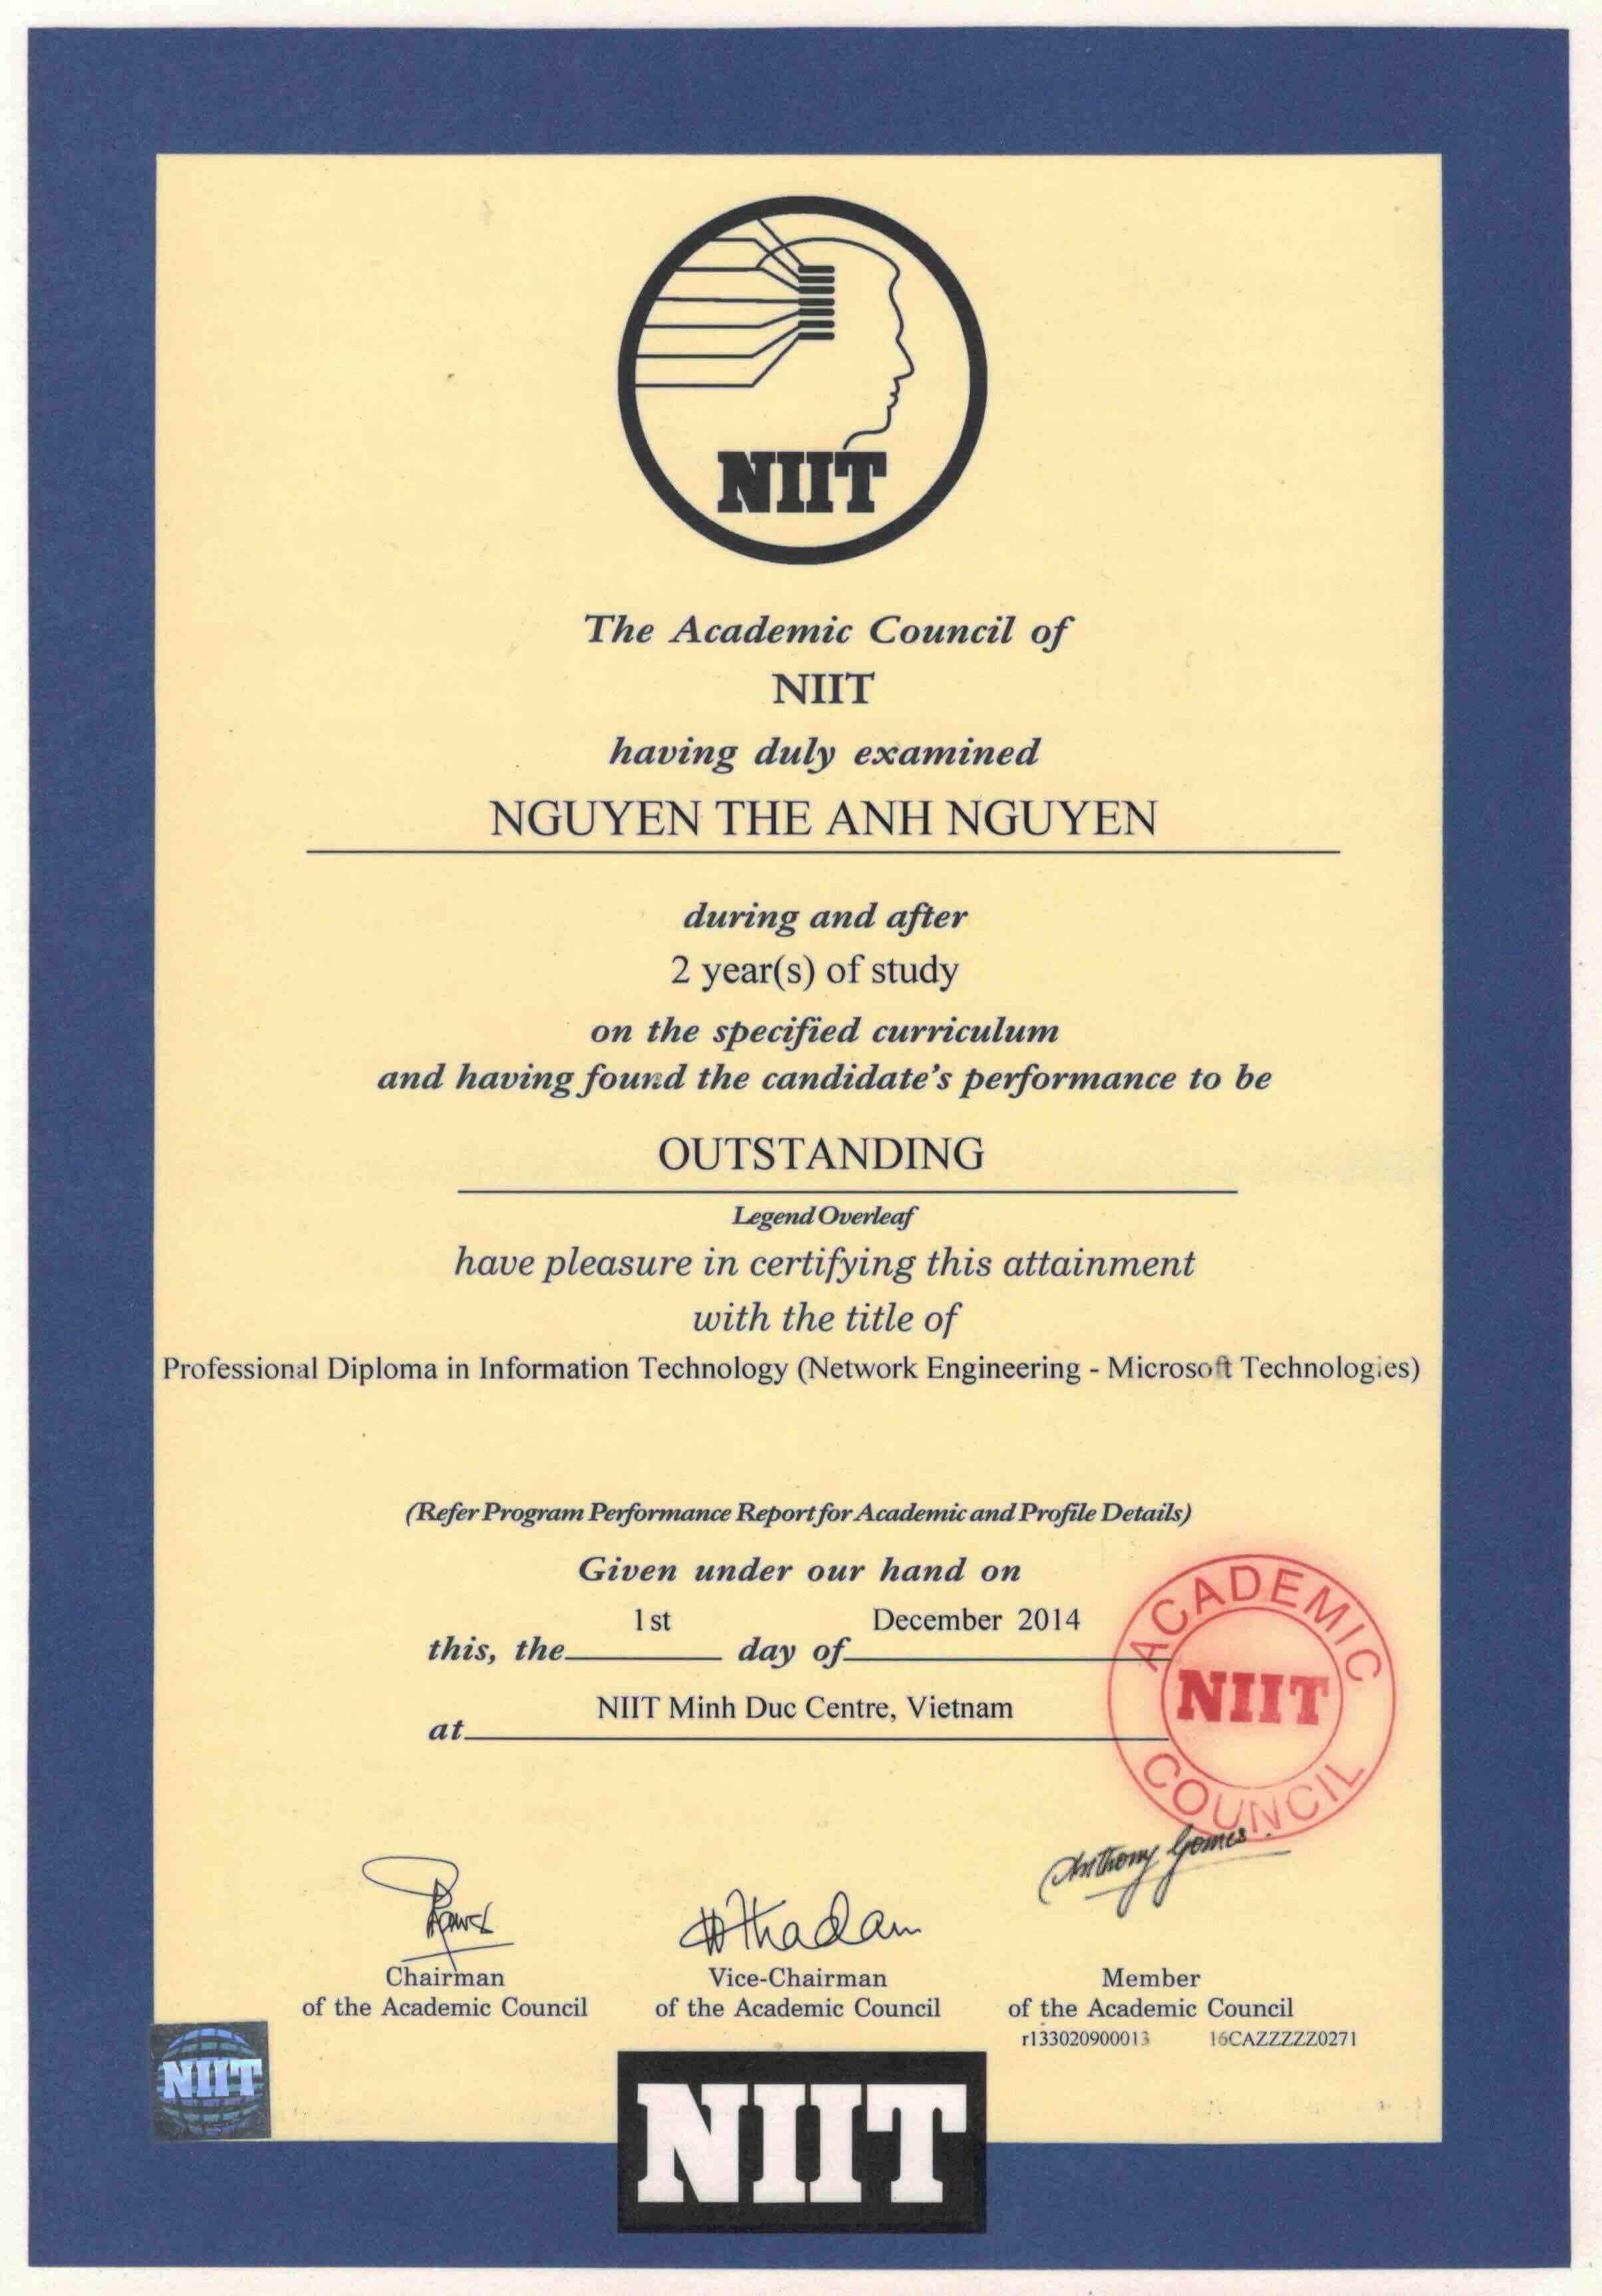 NIIT
The Academic Council of
NIIT
having duly examined
NGUYEN THE ANH NGUYEN
during and after
2 year(s) of study
on the specified curriculum
and having found the candidate's performance to be
OUTSTANDING
Legend Overleaf
have pleasure in certifying this attainment
with the title of
Professional Diploma in Information Technology (Network Engineering - Microsoft Technologies)
(Refer Program Performance Report for Academic and Profile Details)
Given under our hand on
this, the 1st day of December 2014
at NIIT Minh Duc Centre, Vietnam
ACADEMIC
NIIT
COUNCIL
Anthony Gomes
Chairman Vice-Chairman Member
of the Academic Council of the Academic Council of the Academic Council
r133020900013 16CAZZZZZ0271
NIIT
NIIT